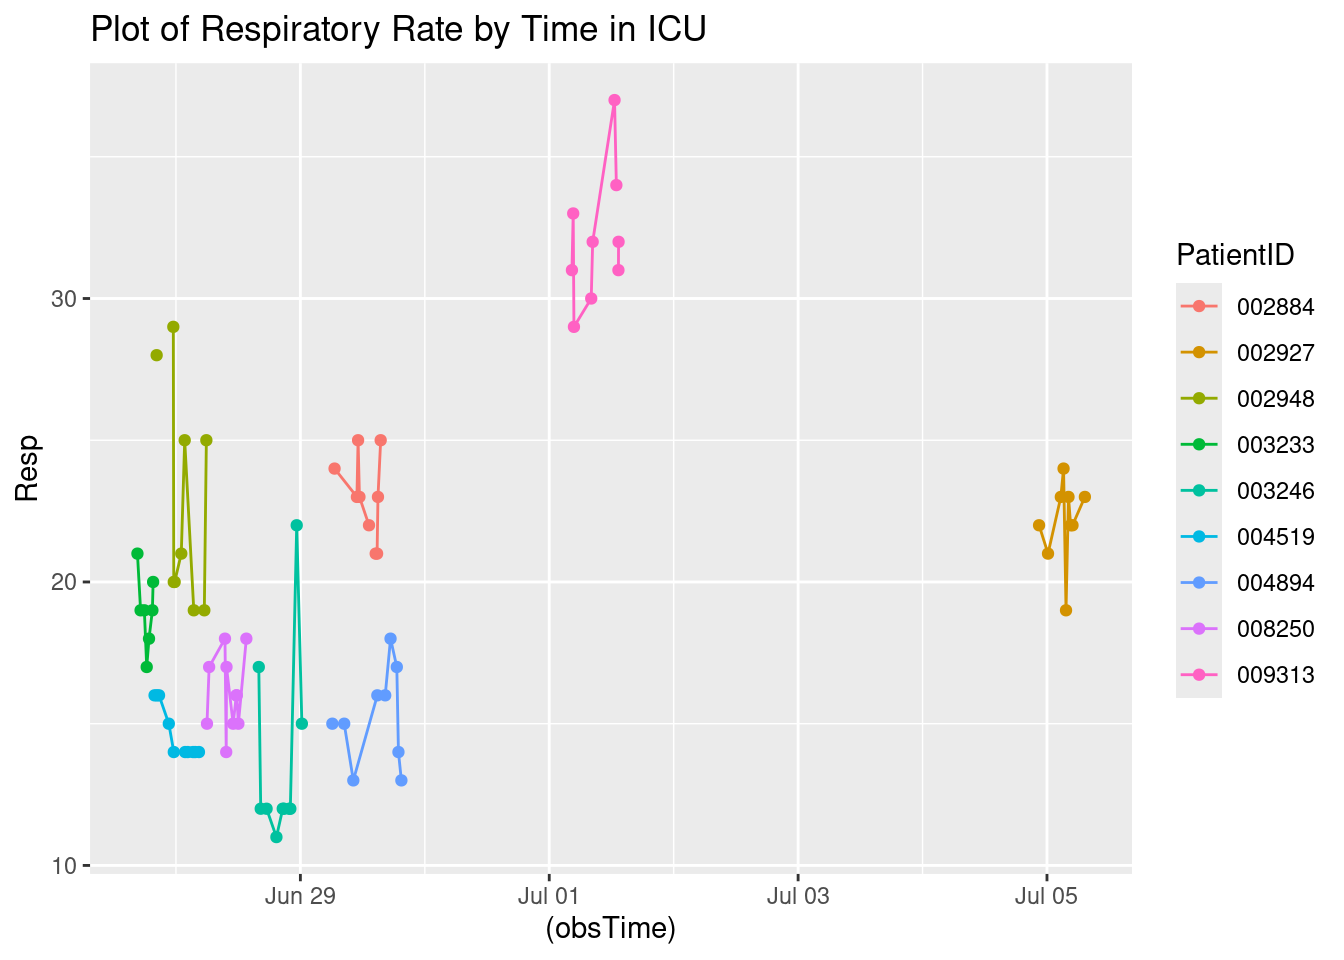 Plot of Respiratory Rate by Time in ICU
Resp
30
20
10
Jun 29
Jul 01
Jul 03
Jul 05
(obsTime)
PatientID
002884
002927
002948
003233
003246
004519
004894
008250
009313